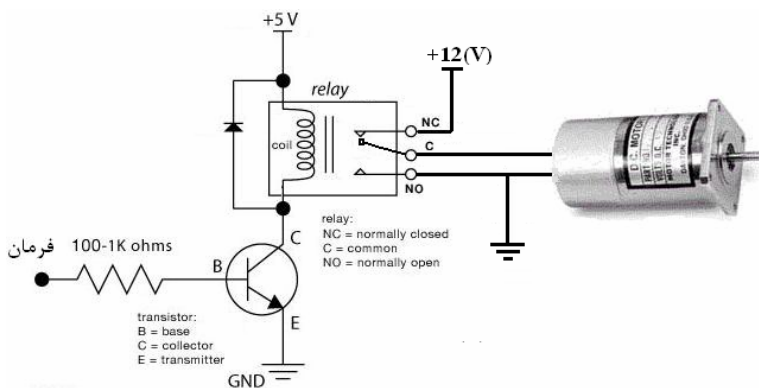 +5 V
+12(V)
relay
coil
NC
C
NO
D.C. MOTOR
relay:
NC = normally closed
C = common
NO = normally open
فرمان
100-1K ohms
B
C
E
transistor:
B = base
C = collector
E = transmitter
GND